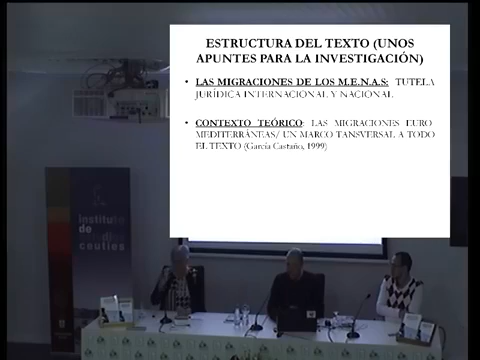 ESTRUCTURA DEL TEXTO (UNOS
APUNTES PARA LA INVESTIGACIÓN)
• LAS MIGRACIONES DE LOS M.E.N.A.S: TUTELA
JURÍDICA INTERNACIONAL Y NACIONAL
• CONTEXTO TEÓRICO: LAS MIGRACIONES EURO
MEDITERRÁNEAS/ UN MARCO TANSVERSAL A TODO
EL TEXTO (García Castaño, 1999)
instituto
de
ceutíes